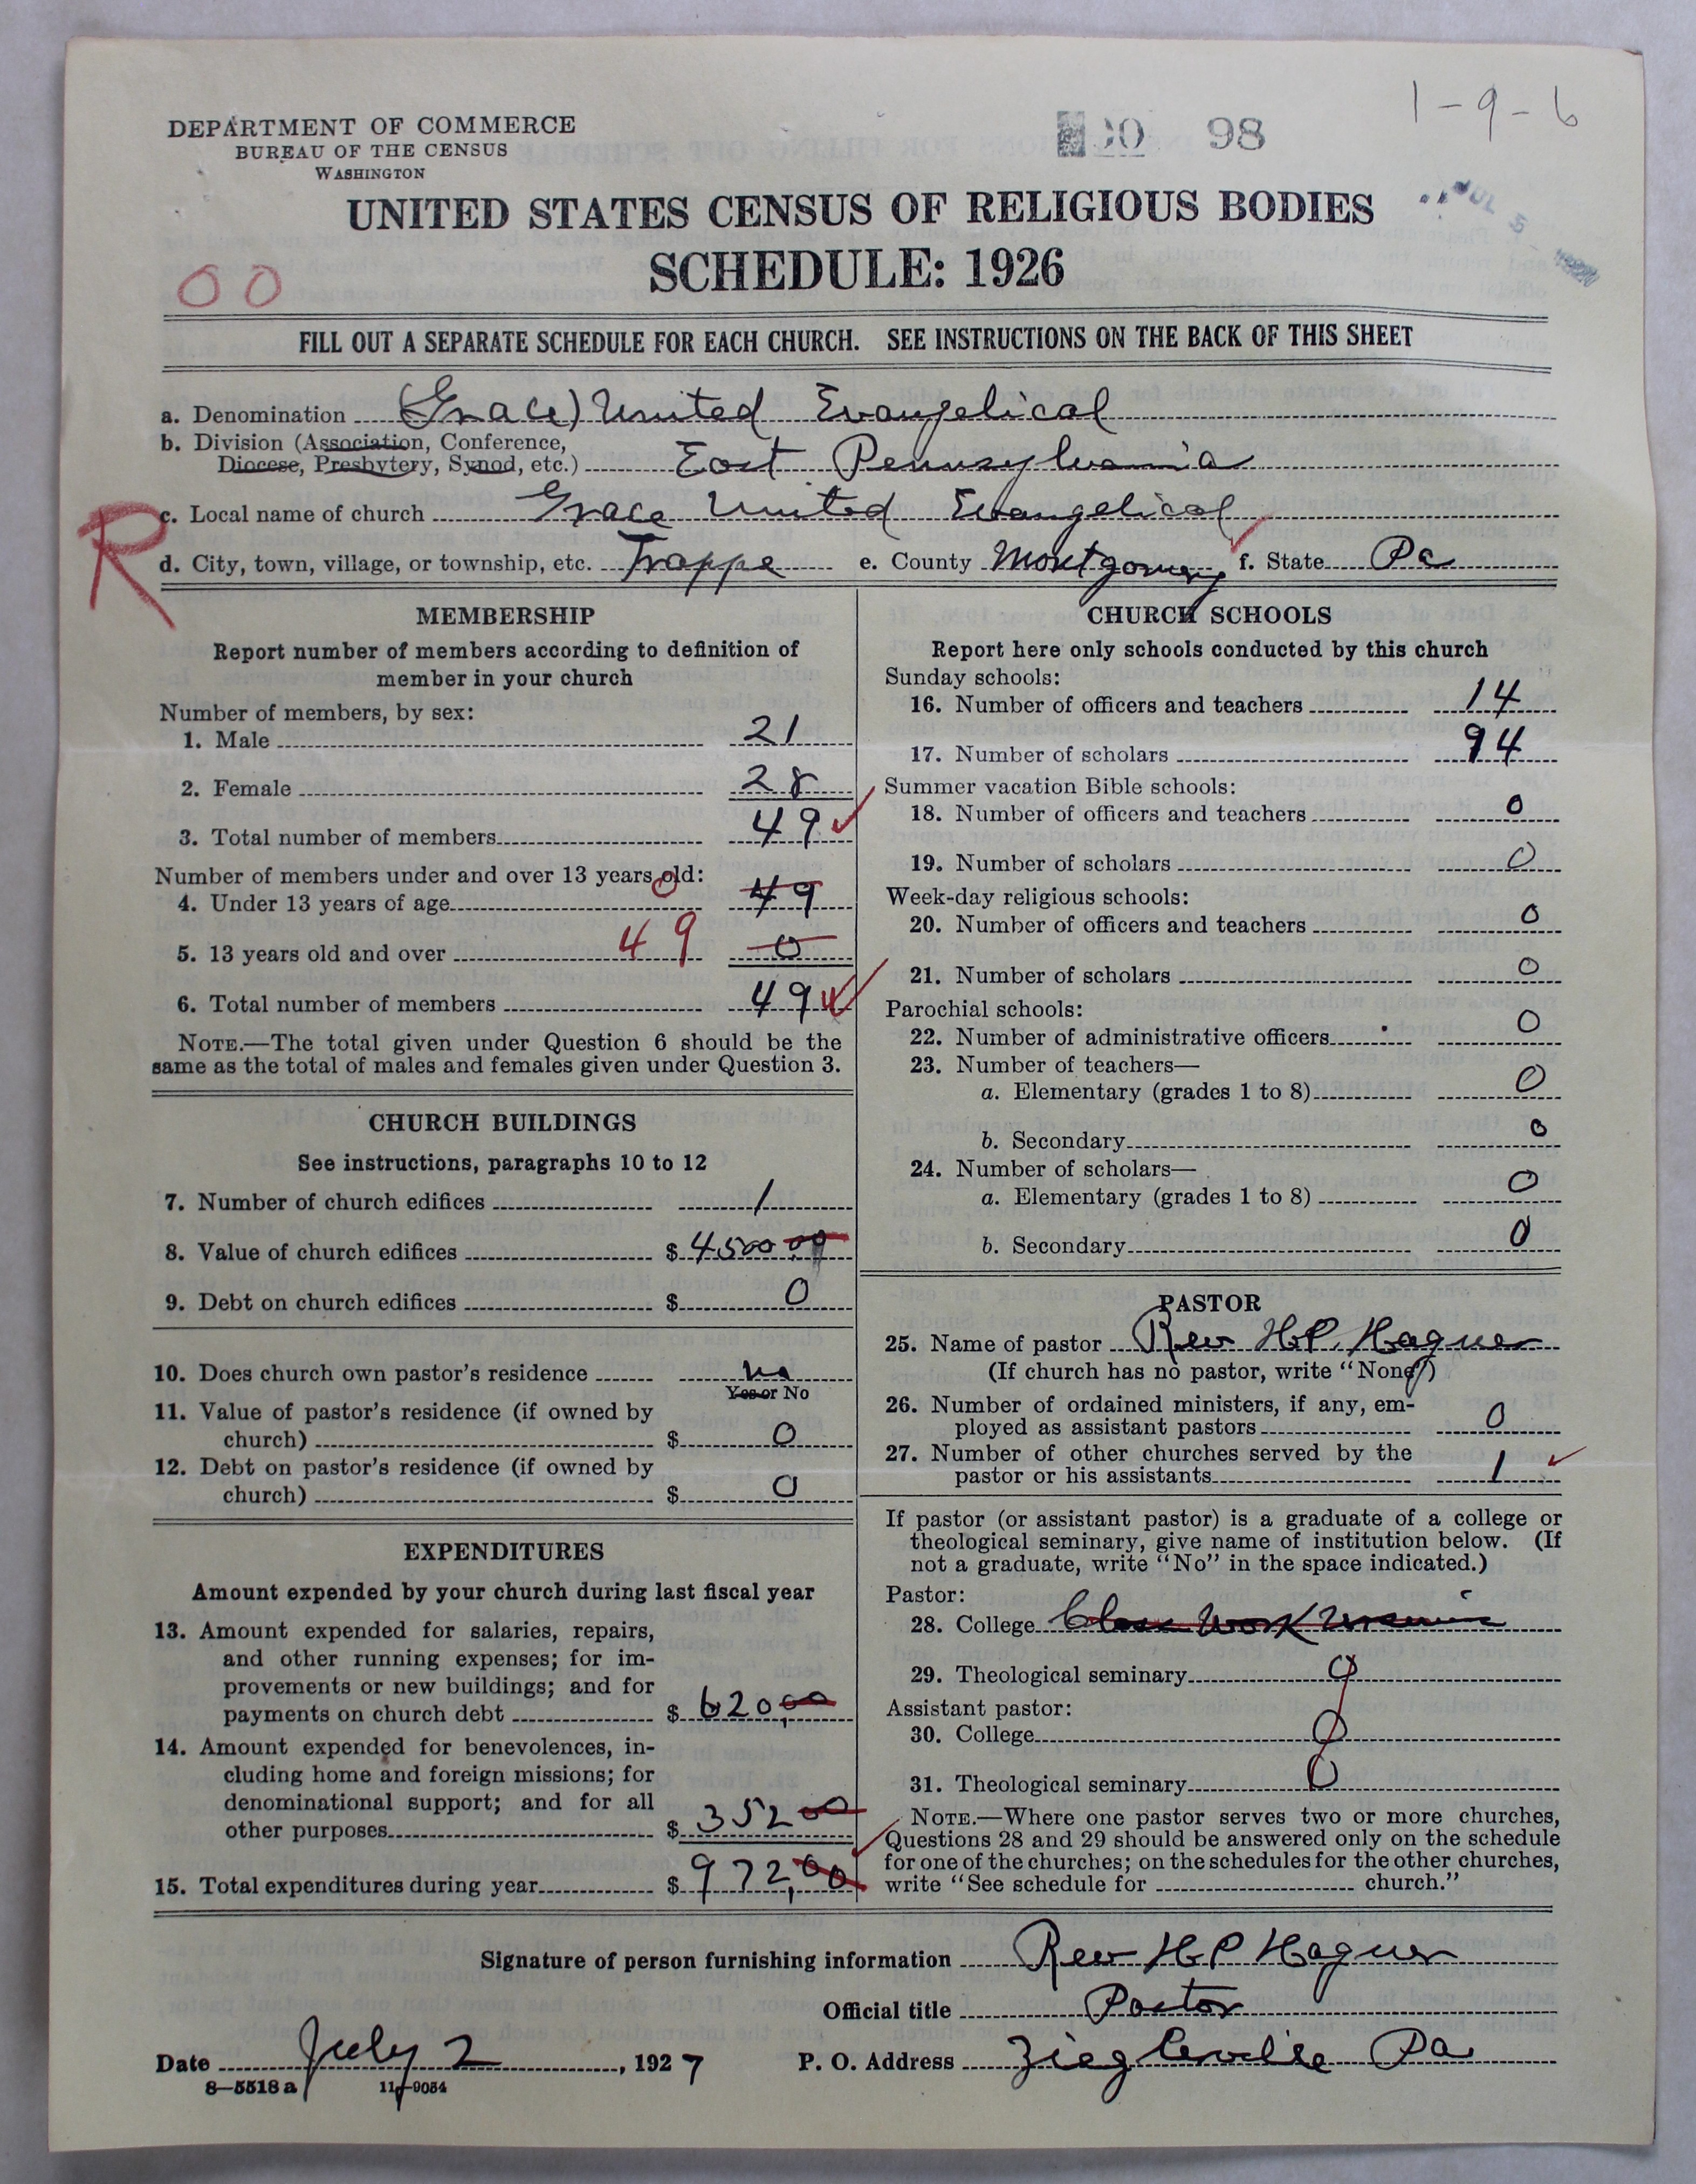 1-9-6
DEPARTMENT OF COMMERCE
BUREAU OF THE CENSUS
WASHINGTON
98
UNITED STATES CENSUS OF RELIGIOUS BODIES
SCHEDULE: 1926
JUL 5
00
FILL OUT A SEPARATE SCHEDULE FOR EACH CHURCH. SEE INSTRUCTIONS ON THE BACK OF THIS SHEET
a. Denomination (Grace) United Evangelical
b. Division (Association, Conference,
Diocese, Presbytery, Synod, etc.) East Pennsylvania
R
c. Local name of church Grace United Evangelical
d. City, town, village, or township, etc. Trappe e. County Montgomery f. State Pa
MEMBERSHIP
Report number of members according to definition of
member in your church
Number of members, by sex:
1. Male 21
2. Female 28
3. Total number of members 49
Number of members under and over 13 years old:
4. Under 13 years of age 0 49
5. 13 years old and over 49 0
6. Total number of members 49
NOTE.—The total given under Question 6 should be the
same as the total of males and females given under Question 3.
CHURCH BUILDINGS
See instructions, paragraphs 10 to 12
7. Number of church edifices 1
8. Value of church edifices $4500 00
9. Debt on church edifices $ 0
10. Does church own pastor's residence no
Yes or No
11. Value of pastor's residence (if owned by
church) $ 0
12. Debt on pastor's residence (if owned by
church) $ 0
EXPENDITURES
Amount expended by your church during last fiscal year
13. Amount expended for salaries, repairs,
and other running expenses; for im-
provements or new buildings; and for
payments on church debt $ 620,00
14. Amount expended for benevolences, in-
cluding home and foreign missions; for
denominational support; and for all
other purposes $ 352 00
15. Total expenditures during year $ 972,00
CHURCH SCHOOLS
Report here only schools conducted by this church
Sunday schools:
16. Number of officers and teachers 14
17. Number of scholars 94
Summer vacation Bible schools:
18. Number of officers and teachers 0
19. Number of scholars 0
Week-day religious schools:
20. Number of officers and teachers 0
21. Number of scholars 0
Parochial schools:
22. Number of administrative officers 0
23. Number of teachers—
a. Elementary (grades 1 to 8) 0
b. Secondary 0
24. Number of scholars—
a. Elementary (grades 1 to 8) 0
b. Secondary 0
PASTOR
25. Name of pastor Rev HP. Hagner
(If church has no pastor, write "None")
26. Number of ordained ministers, if any, em-
ployed as assistant pastors 0
27. Number of other churches served by the
pastor or his assistants 1
If pastor (or assistant pastor) is a graduate of a college or
theological seminary, give name of institution below. (If
not a graduate, write "No" in the space indicated.)
Pastor:
28. College Class Work Ursinus
29. Theological seminary 0
Assistant pastor:
30. College 0
31. Theological seminary 0
NOTE.—Where one pastor serves two or more churches,
Questions 28 and 29 should be answered only on the schedule
for one of the churches; on the schedules for the other churches,
write "See schedule for church."
Signature of person furnishing information Rev HP Hagner
Official title Pastor
Date July 2, 1927 P. O. Address Zieglerville Pa
8—5518 a 11—9054